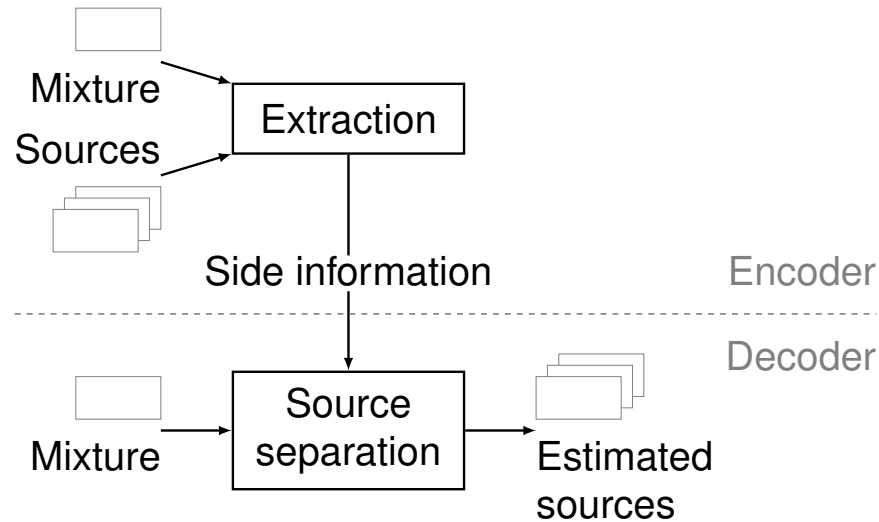 Mixture
Extraction
Sources
Side information
Encoder
Decoder
Mixture
Source
separation
Estimated
sources